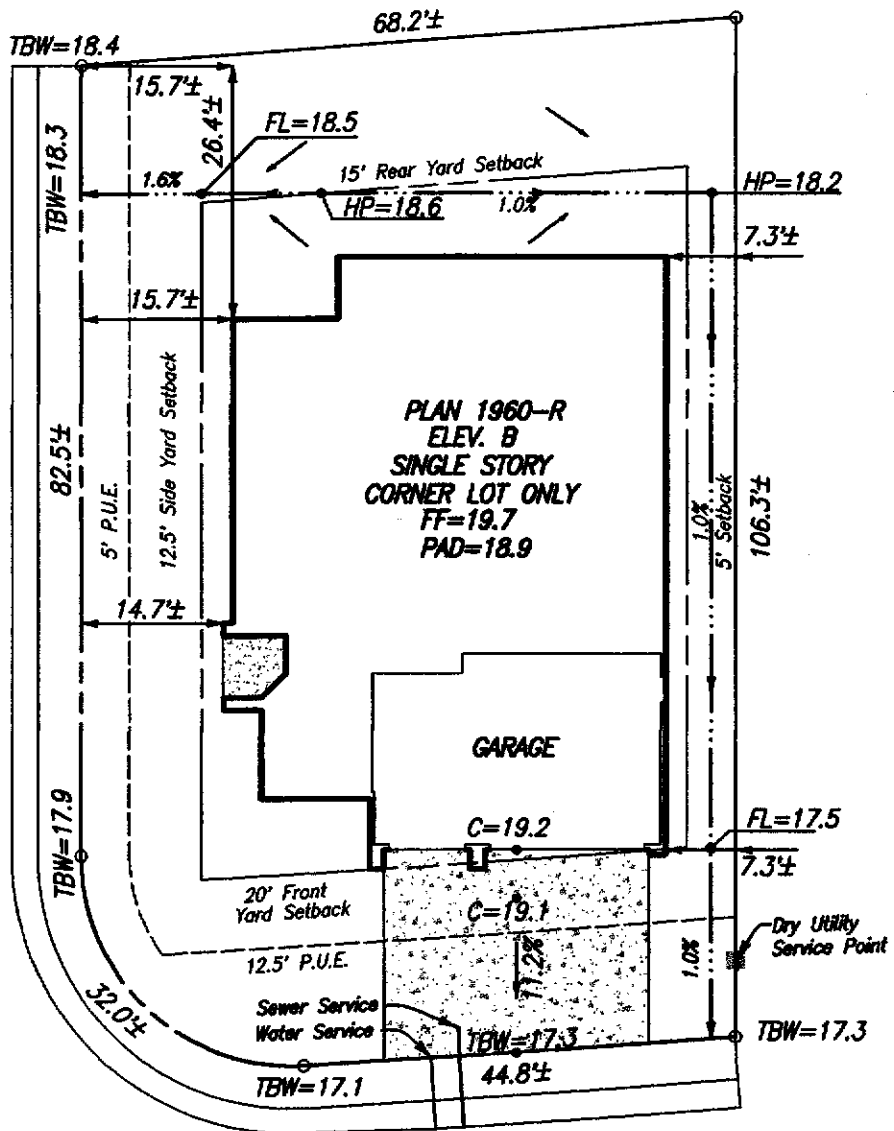 68.2'±
TBW=18.4
15.7'±
26.4'±
FL=18.5
TBW=18.3
1.6%
15' Rear Yard Setback
HP=18.6
1.0%
HP=18.2
7.3'±
15.7'±
82.5'±
5' P.U.E.
12.5' Side Yard Setback
PLAN 1960-R
ELEV. B
SINGLE STORY
CORNER LOT ONLY
FF=19.7
PAD=18.9
1.0%
5' Setback
106.3'±
14.7'±
GARAGE
TBW=17.9
C=19.2
FL=17.5
7.3'±
20' Front
Yard Setback
C=19.1
12.5' P.U.E.
11.2%
1.0%
Dry Utility
Service Point
32.0'±
Sewer Service
Water Service
TBW=17.3
TBW=17.3
TBW=17.1
44.8'±